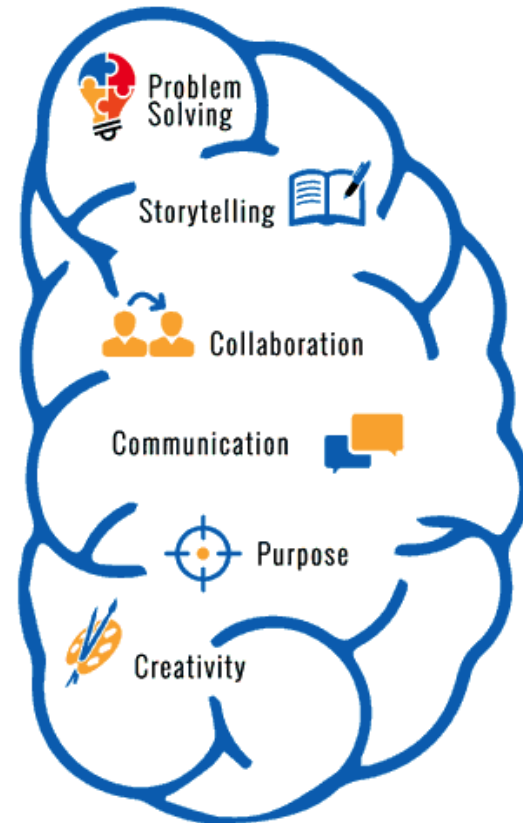 Problem
Solving
Storytelling
Collaboration
Communication
Purpose
Creativity